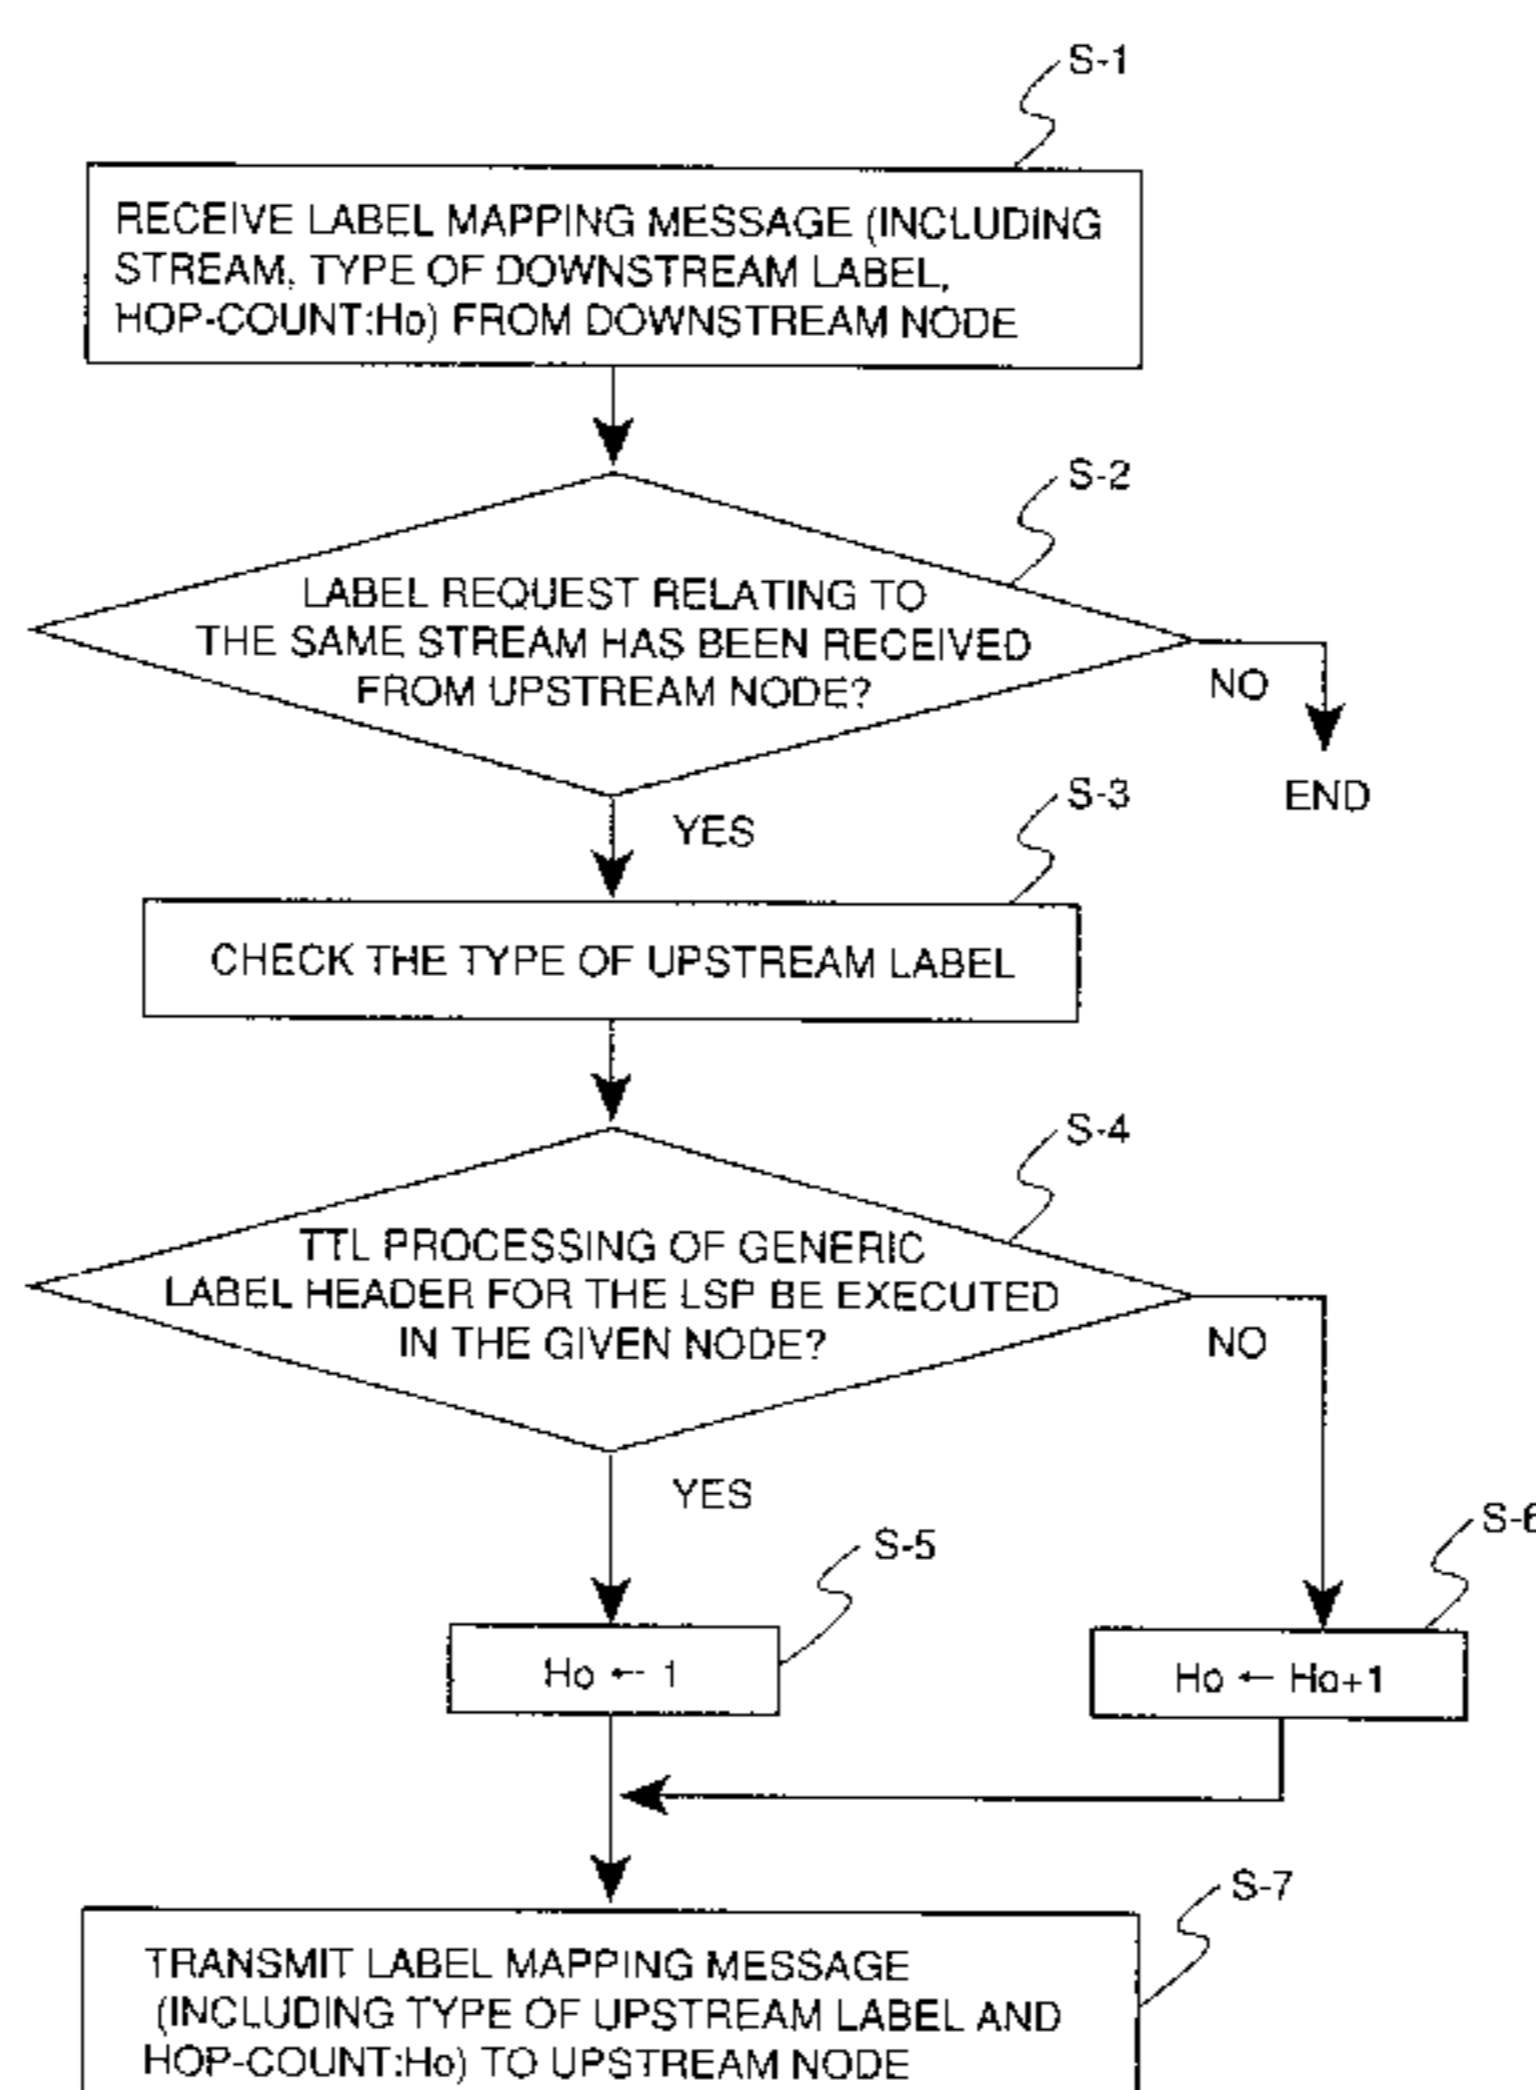 S-1
RECEIVE LABEL MAPPING MESSAGE (INCLUDING
STREAM, TYPE OF DOWNSTREAM LABEL,
HOP-COUNT:Ho) FROM DOWNSTREAM NODE
S-2
LABEL REQUEST RELATING TO
THE SAME STREAM HAS BEEN RECEIVED
FROM UPSTREAM NODE?
NO
END
YES
S-3
CHECK THE TYPE OF UPSTREAM LABEL
S-4
TTL PROCESSING OF GENERIC
LABEL HEADER FOR THE LSP BE EXECUTED
IN THE GIVEN NODE?
NO
YES
S-5
S-6
Ho ← 1
Ho ← Ho+1
S-7
TRANSMIT LABEL MAPPING MESSAGE
(INCLUDING TYPE OF UPSTREAM LABEL AND
HOP-COUNT:Ho) TO UPSTREAM NODE